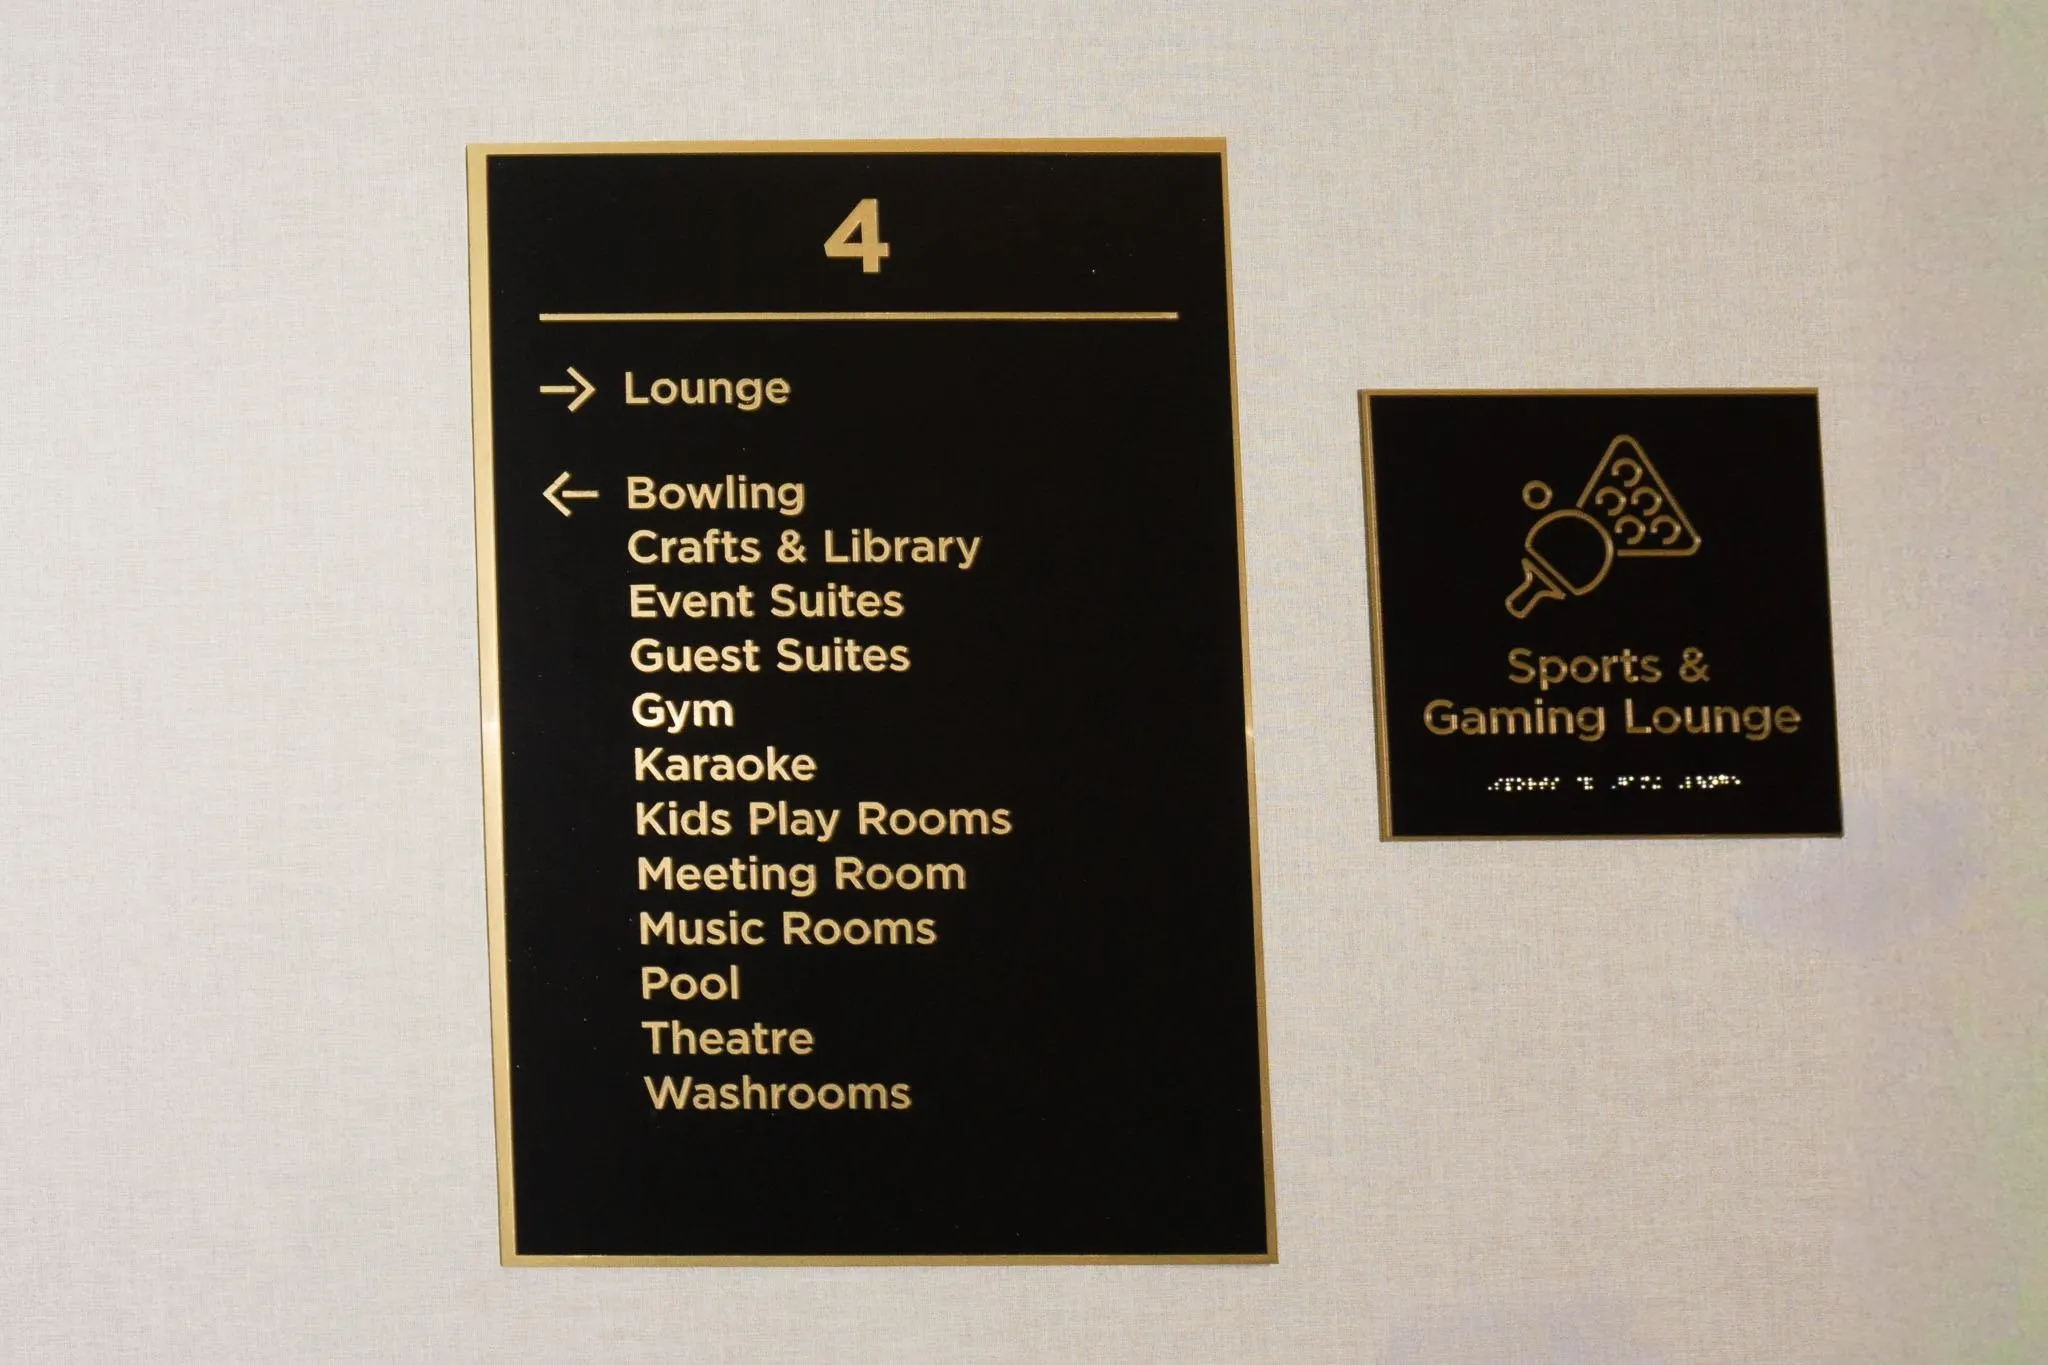 4
→ Lounge
← Bowling
Crafts & Library
Event Suites
Guest Suites
Gym
Karaoke
Kids Play Rooms
Meeting Room
Music Rooms
Pool
Theatre
Washrooms
Sports &
Gaming Lounge